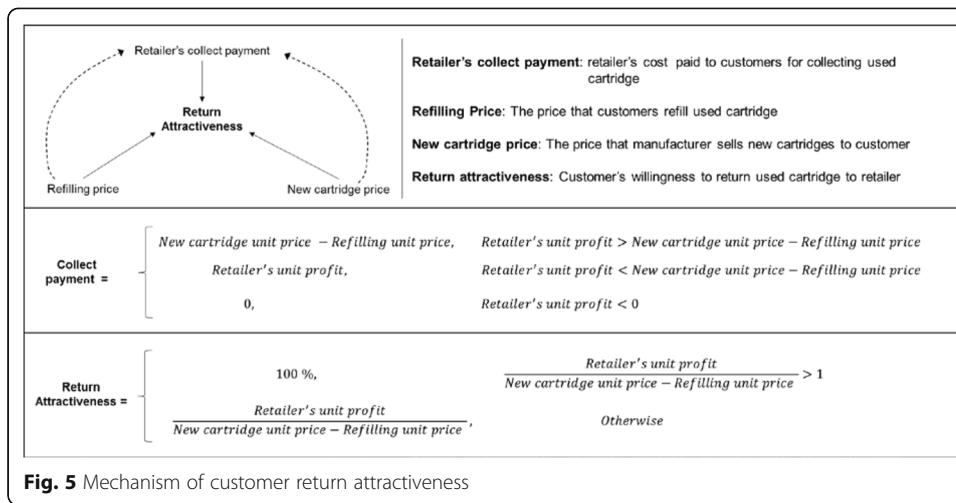 Retailer's collect payment
Return
Attractiveness
Refilling price
New cartridge price
Retailer's collect payment: retailer's cost paid to customers for collecting used
cartridge
Refilling Price: The price that customers refill used cartridge
New cartridge price: The price that manufacturer sells new cartridges to customer
Return attractiveness: Customer's willingness to return used cartridge to retailer
Collect
payment =
New cartridge unit price − Refilling unit price, Retailer's unit profit > New cartridge unit price − Refilling unit price
Retailer's unit profit, Retailer's unit profit < New cartridge unit price − Refilling unit price
0, Retailer's unit profit < 0
Return
Attractiveness =
100 %,
Retailer's unit profit
New cartridge unit price − Refilling unit price
> 1
Retailer's unit profit
New cartridge unit price − Refilling unit price
,
Otherwise
Fig. 5 Mechanism of customer return attractiveness